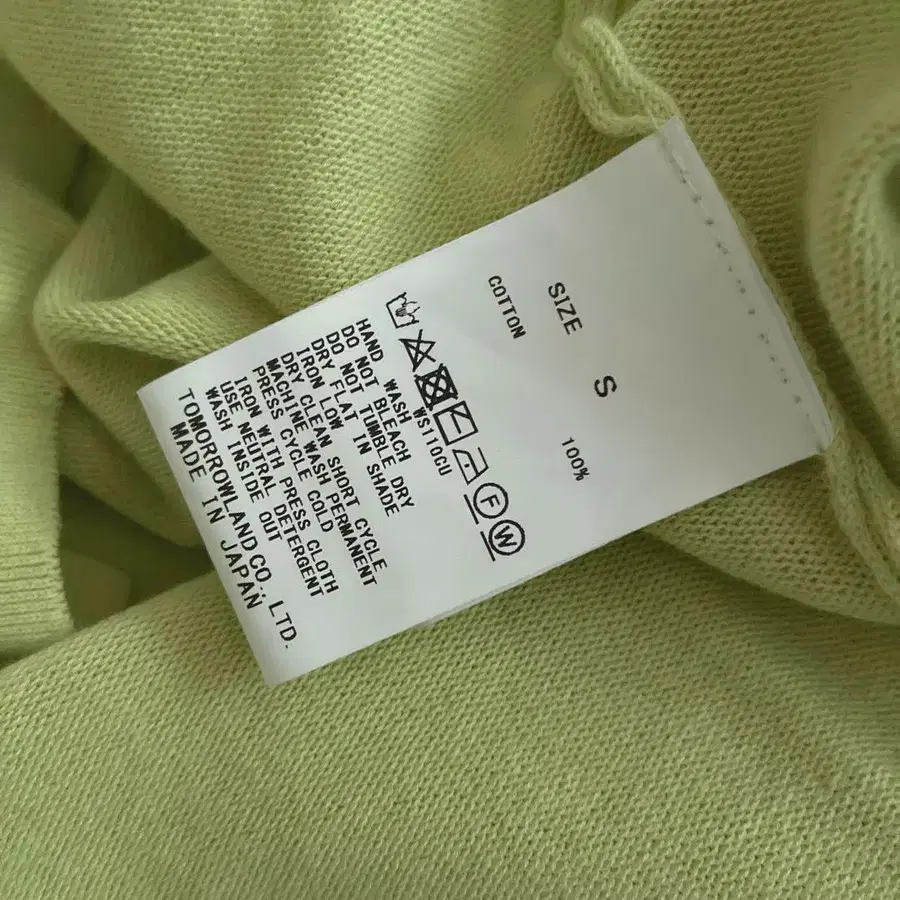 SIZE S
COTTON 100%
F W
WS110CU
HAND WASH
DO NOT BLEACH
DO NOT TUMBLE DRY
DRY FLAT IN SHADE
IRON LOW
DRY CLEAN SHORT CYCLE
MACHINE WASH COLD
PRESS CYCLE PERMANENT
IRON WITH PRESS CLOTH
USE NEUTRAL DETERGENT
WASH INSIDE OUT
TOMORROWLAND CO., LTD.
MADE IN JAPAN